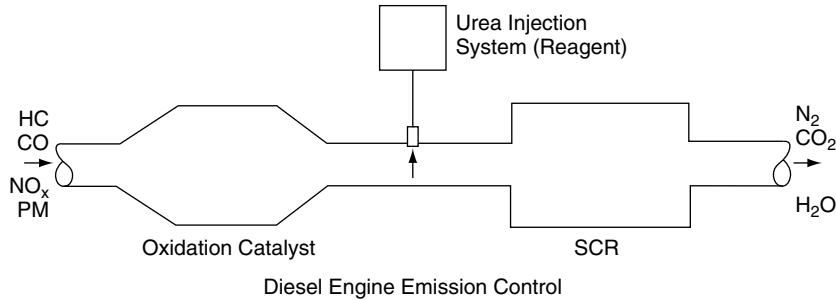 Urea Injection
System (Reagent)
HC
CO
NOₓ
PM
N₂
CO₂
H₂O
Oxidation Catalyst
SCR
Diesel Engine Emission Control